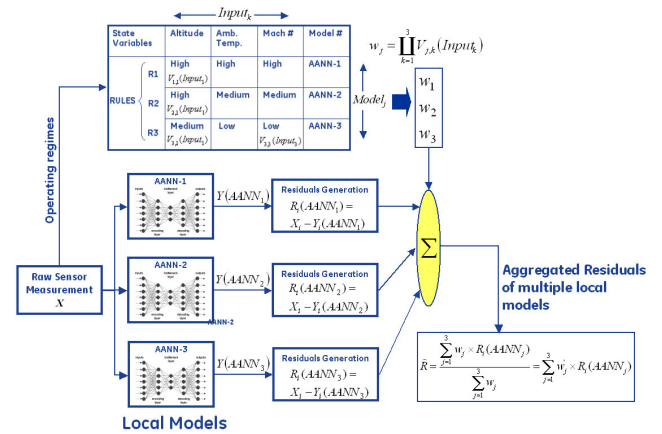 Input_k
State Variables | Altitude | Amb. Temp. | Mach # | Model #
RULES
R1 | High V_{1,1}(Input_1) | High | High | AANN-1
R2 | High V_{2,1}(Input_1) | Medium | Medium | AANN-2
R3 | Medium V_{3,1}(Input_1) | Low | Low V_{3,3}(Input_3) | AANN-3
Model_j
w_j = ∏_{k=1}^{3} V_{j,k}(Input_k)
w_1
w_2
w_3
Operating regimes
Raw Sensor
Measurement
X
AANN-1
Y(AANN_1)
Residuals Generation
R_i(AANN_1) =
X_i − Y_i(AANN_1)
AANN-2
AANN-2
Y(AANN_2)
Residuals Generation
R_i(AANN_2) =
X_i − Y_i(AANN_2)
AANN-3
Y(AANN_3)
Residuals Generation
R_i(AANN_3) =
X_i − Y_i(AANN_3)
Local Models
Σ
Aggregated Residuals
of multiple local
models
R̂ = \frac{∑_{j=1}^{3} w_j × R_i(AANN_j)}{∑_{j=1}^{3} w_j} = ∑_{j=1}^{3} w_j^' × R_i(AANN_j)